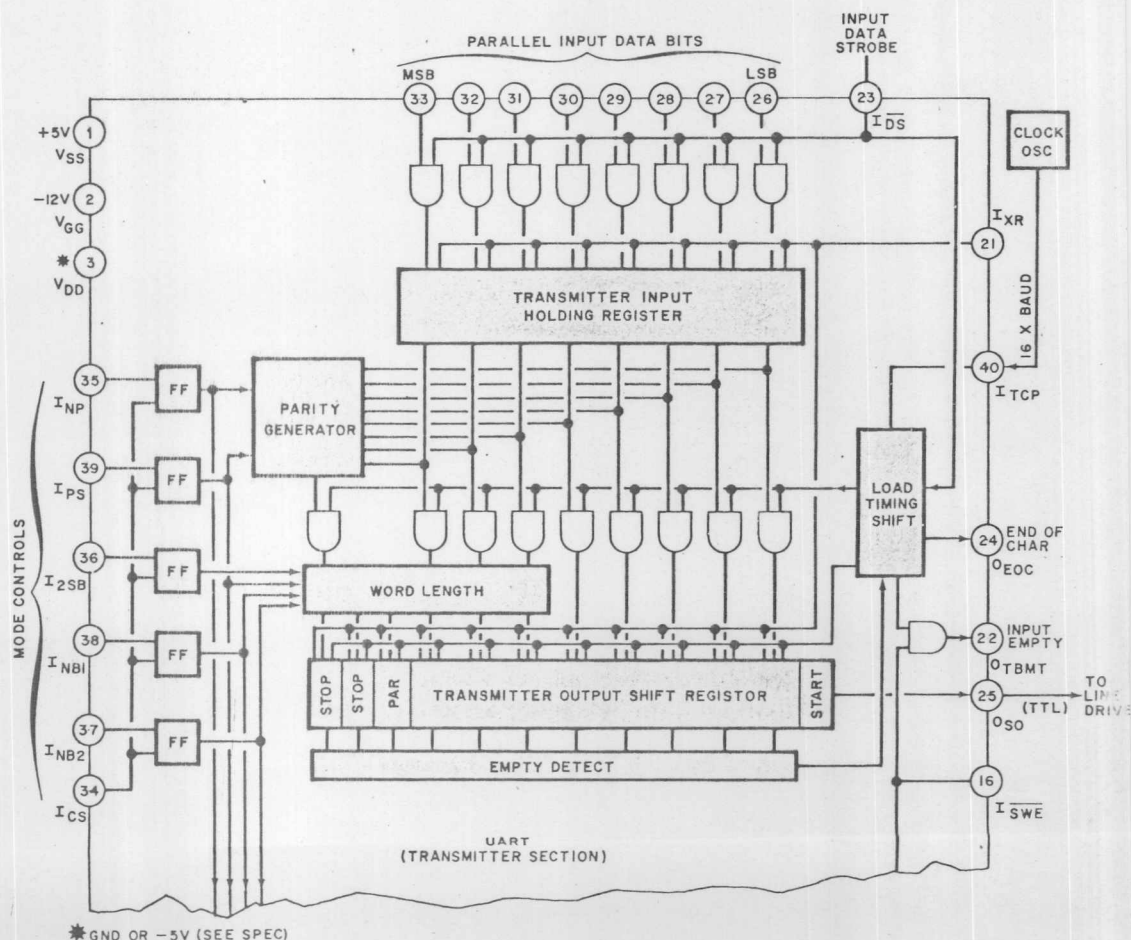 INPUT DATA STROBE
PARALLEL INPUT DATA BITS
MSB
LSB
33
32
31
30
29
28
27
26
23
I DS
CLOCK OSC
+5V
1
VSS
-12V
2
VGG
✱
3
VDD
IXR
21
TRANSMITTER INPUT
HOLDING REGISTER
16 X BAUD
40
ITCP
MODE CONTROLS
35
INP
FF
PARITY
GENERATOR
39
IPS
FF
LOAD
TIMING
SHIFT
36
I2SB
FF
WORD LENGTH
24
END OF
CHAR
OEOC
38
INB1
FF
22
INPUT
EMPTY
OTBMT
STOP
STOP
PAR
TRANSMITTER OUTPUT SHIFT REGISTOR
START
25
OSO
(TTL)
TO
LINE
DRIVE
37
INB2
FF
EMPTY DETECT
34
ICS
16
I SWE
UART
(TRANSMITTER SECTION)
✱ GND OR -5V (SEE SPEC)